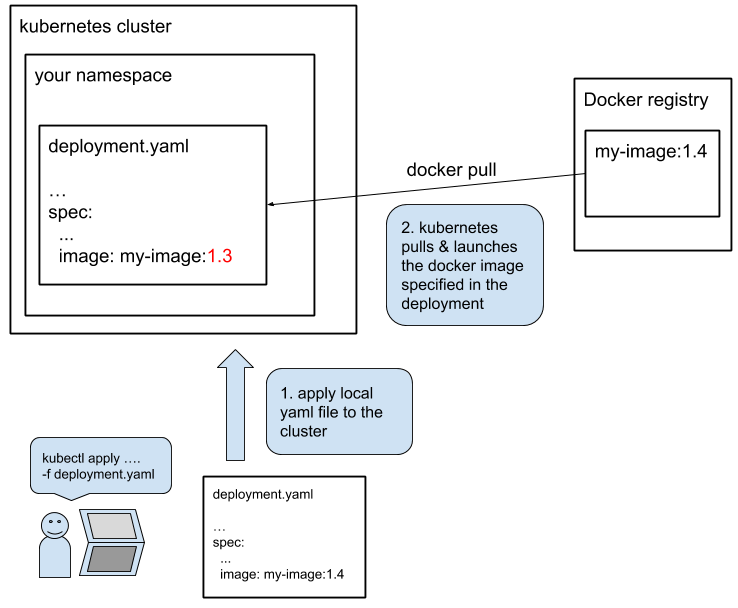 kubernetes cluster
your namespace
deployment.yaml
…
spec:
...
image: my-image:1.3
Docker registry
my-image:1.4
docker pull
2. kubernetes
pulls & launches
the docker image
specified in the
deployment
1. apply local
yaml file to the
cluster
kubectl apply ….
-f deployment.yaml
deployment.yaml
…
spec:
...
image: my-image:1.4